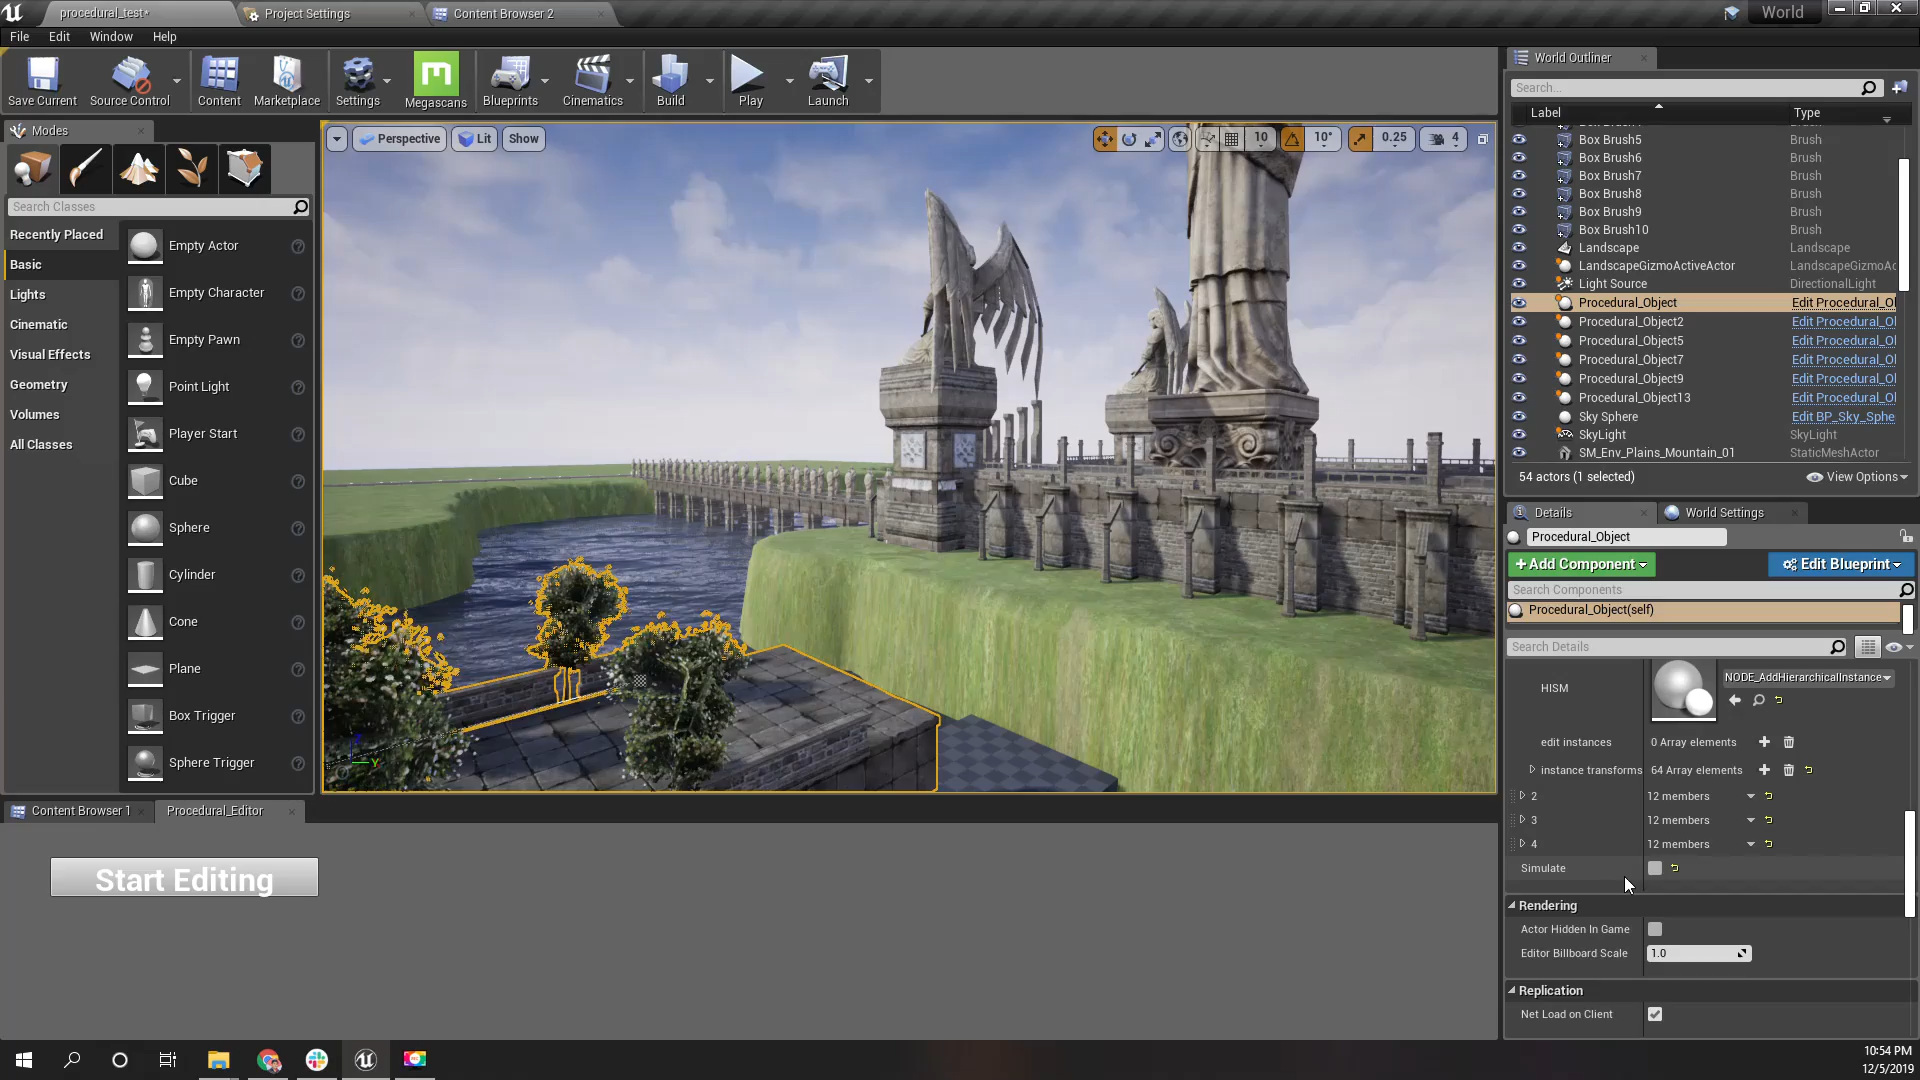 procedural_test*
Project Settings
Content Browser 2
World
File Edit Window Help
Save Current
Source Control
Content
Marketplace
Settings
Megascans
Blueprints
Cinematics
Build
Play
Launch
Modes
Search Classes
Recently Placed
Basic
Lights
Cinematic
Visual Effects
Geometry
Volumes
All Classes
Empty Actor
Empty Character
Empty Pawn
Point Light
Player Start
Cube
Sphere
Cylinder
Cone
Plane
Box Trigger
Sphere Trigger
Perspective
Lit
Show
10
10°
0.25
4
Y
World Outliner
Search...
Label Type
Box Brush5 Brush
Box Brush6 Brush
Box Brush7 Brush
Box Brush8 Brush
Box Brush9 Brush
Box Brush10 Brush
Landscape Landscape
LandscapeGizmoActiveActor LandscapeGizmoAc
Light Source DirectionalLight
Procedural_Object Edit Procedural_Ol
Procedural_Object2 Edit Procedural_Ol
Procedural_Object5 Edit Procedural_Ol
Procedural_Object7 Edit Procedural_Ol
Procedural_Object9 Edit Procedural_Ol
Procedural_Object13 Edit Procedural_Ol
Sky Sphere Edit BP_Sky_Sphe
SkyLight SkyLight
SM_Env_Plains_Mountain_01 StaticMeshActor
54 actors (1 selected)
View Options
Details
World Settings
Procedural_Object
+ Add Component
Edit Blueprint
Search Components
Procedural_Object(self)
Search Details
HISM
NODE_AddHierarchicalInstance
edit instances 0 Array elements
instance transforms 64 Array elements
2 12 members
3 12 members
4 12 members
Simulate
Rendering
Actor Hidden In Game
Editor Billboard Scale 1.0
Replication
Net Load on Client
Content Browser 1
Procedural_Editor
Start Editing
10:54 PM
12/5/2019